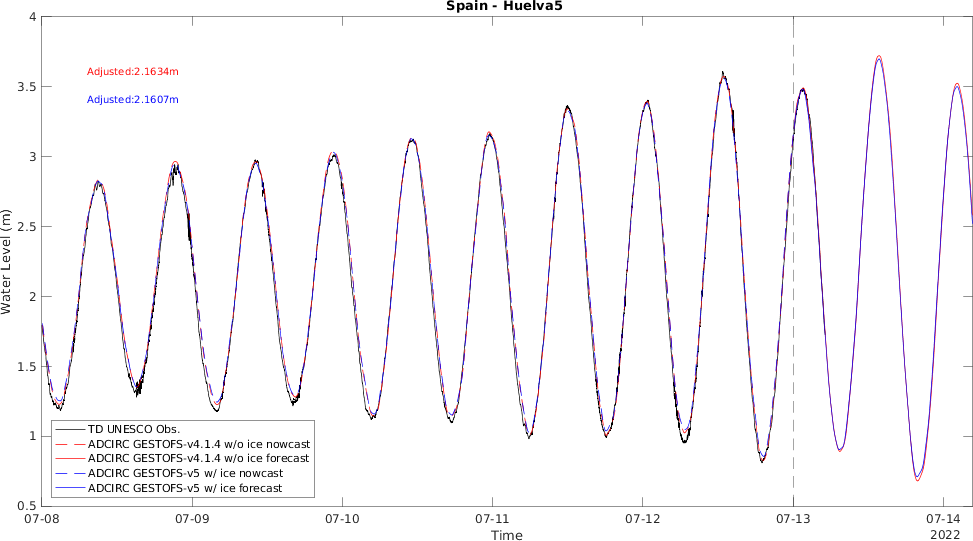 Spain - Huelva5
4
3.5
3
2.5
2
1.5
1
0.5
Water Level (m)
Adjusted:2.1634m
Adjusted:2.1607m
TD UNESCO Obs.
ADCIRC GESTOFS-v4.1.4 w/o ice nowcast
ADCIRC GESTOFS-v4.1.4 w/o ice forecast
ADCIRC GESTOFS-v5 w/ ice nowcast
ADCIRC GESTOFS-v5 w/ ice forecast
07-08 07-09 07-10 07-11 07-12 07-13 07-14
Time
2022